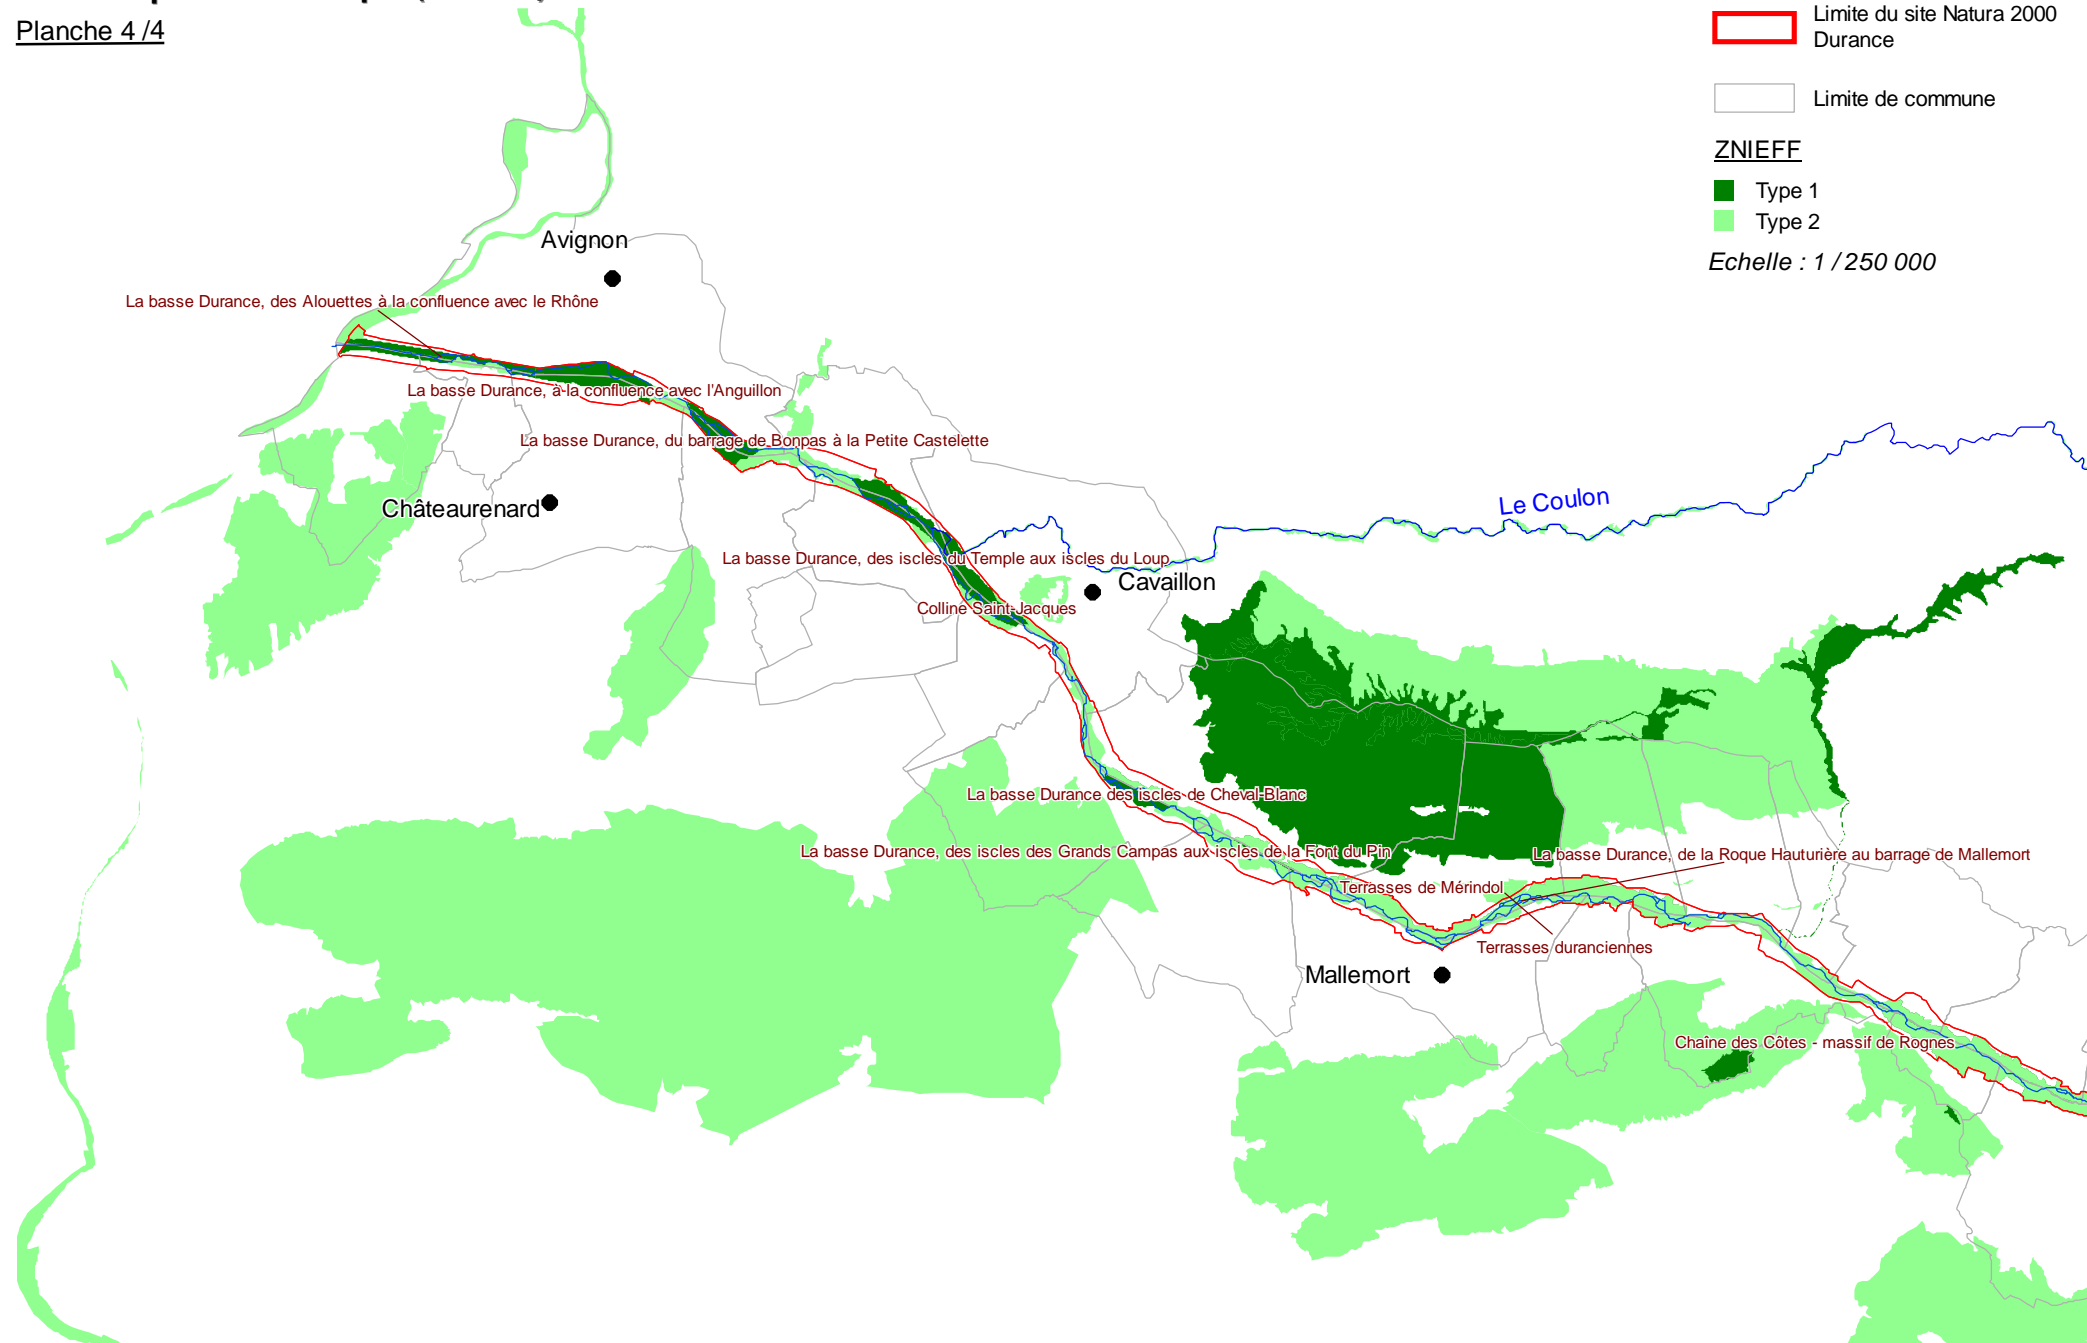 Planche 4 /4
Limite du site Natura 2000
Durance
Limite de commune
ZNIEFF
Type 1
Type 2
Echelle : 1 / 250 000
Avignon
La basse Durance, des Alouettes à la confluence avec le Rhône
La basse Durance, à la confluence avec l'Anguillon
La basse Durance, du barrage de Bonpas à la Petite Castelette
Châteaurenard
Le Coulon
La basse Durance, des iscles du Temple aux iscles du Loup
Cavaillon
Colline Saint-Jacques
La basse Durance des iscles de Cheval-Blanc
La basse Durance, des iscles des Grands Campas aux iscles de la Font du Pin
La basse Durance, de la Roque Hauturière au barrage de Mallemort
Terrasses de Mérindol
Terrasses duranciennes
Mallemort
Chaîne des Côtes - massif de Rognes